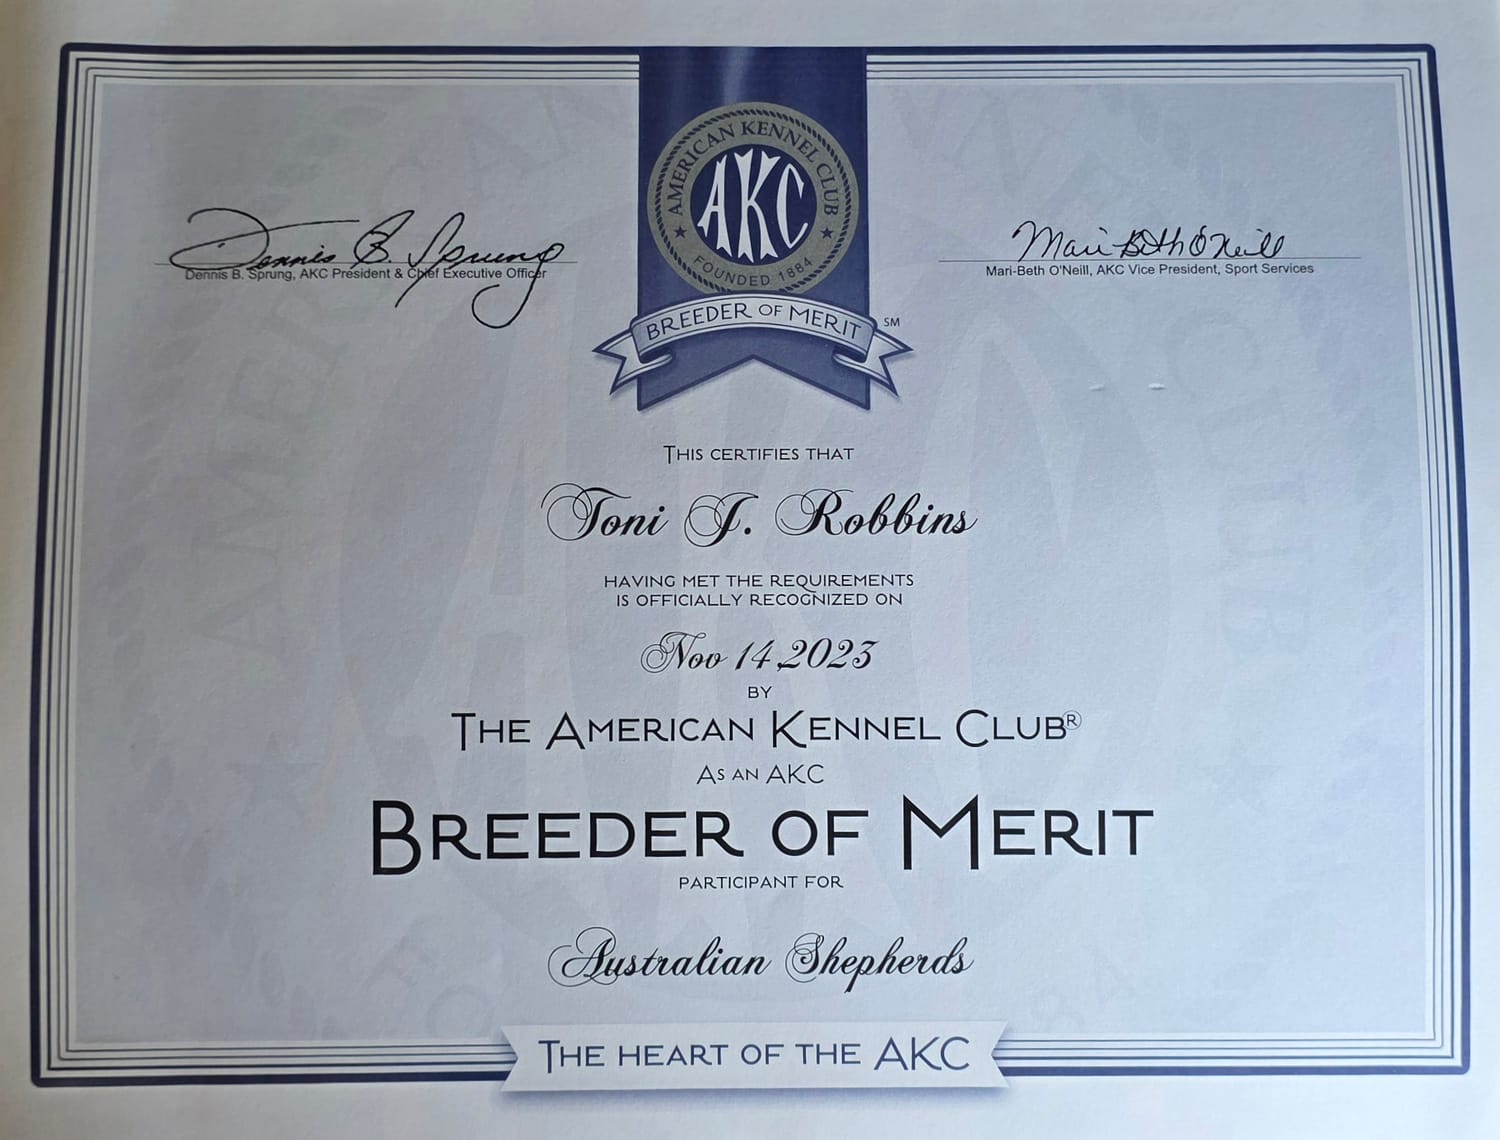 AMERICAN KENNEL CLUB
AKC
FOUNDED 1884
BREEDER OF MERIT SM
Dennis B. Sprung
Dennis B. Sprung, AKC President & Chief Executive Officer
Mari-Beth O'Neill
Mari-Beth O'Neill, AKC Vice President, Sport Services
THIS CERTIFIES THAT
Toni J. Robbins
HAVING MET THE REQUIREMENTS
IS OFFICIALLY RECOGNIZED ON
Nov 14,2023
BY
THE AMERICAN KENNEL CLUB®
AS AN AKC
BREEDER OF MERIT
PARTICIPANT FOR
Australian Shepherds
THE HEART OF THE AKC